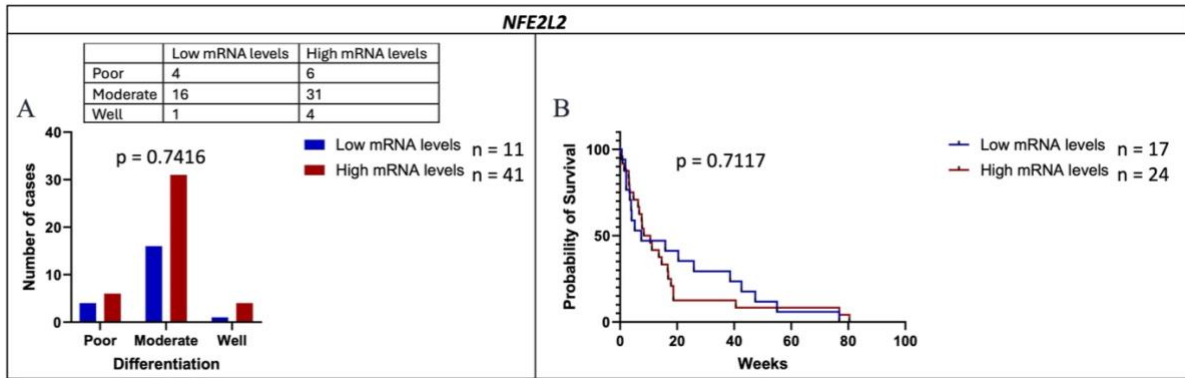 NFE2L2
Low mRNA levels High mRNA levels
Poor 4 6
Moderate 16 31
Well 1 4
A
p = 0.7416
Low mRNA levels n = 11
High mRNA levels n = 41
Number of cases
40
30
20
10
0
Poor Moderate Well
Differentiation
B
p = 0.7117
Low mRNA levels n = 17
High mRNA levels n = 24
Probability of Survival
100
50
0
0 20 40 60 80 100
Weeks